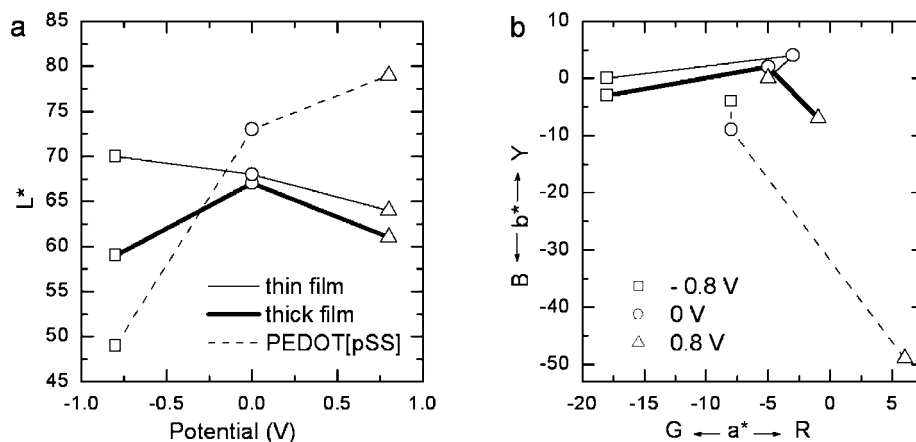 a
85
80
75
70
65
60
55
50
45
L*
thin film
thick film
PEDOT[pSS]
-1.0 -0.5 0.0 0.5 1.0
Potential (V)
b
10
0
-10
-20
-30
-40
-50
B ← b* → Y
- 0.8 V
0 V
0.8 V
-20 -15 -10 -5 0 5
G ← a* → R